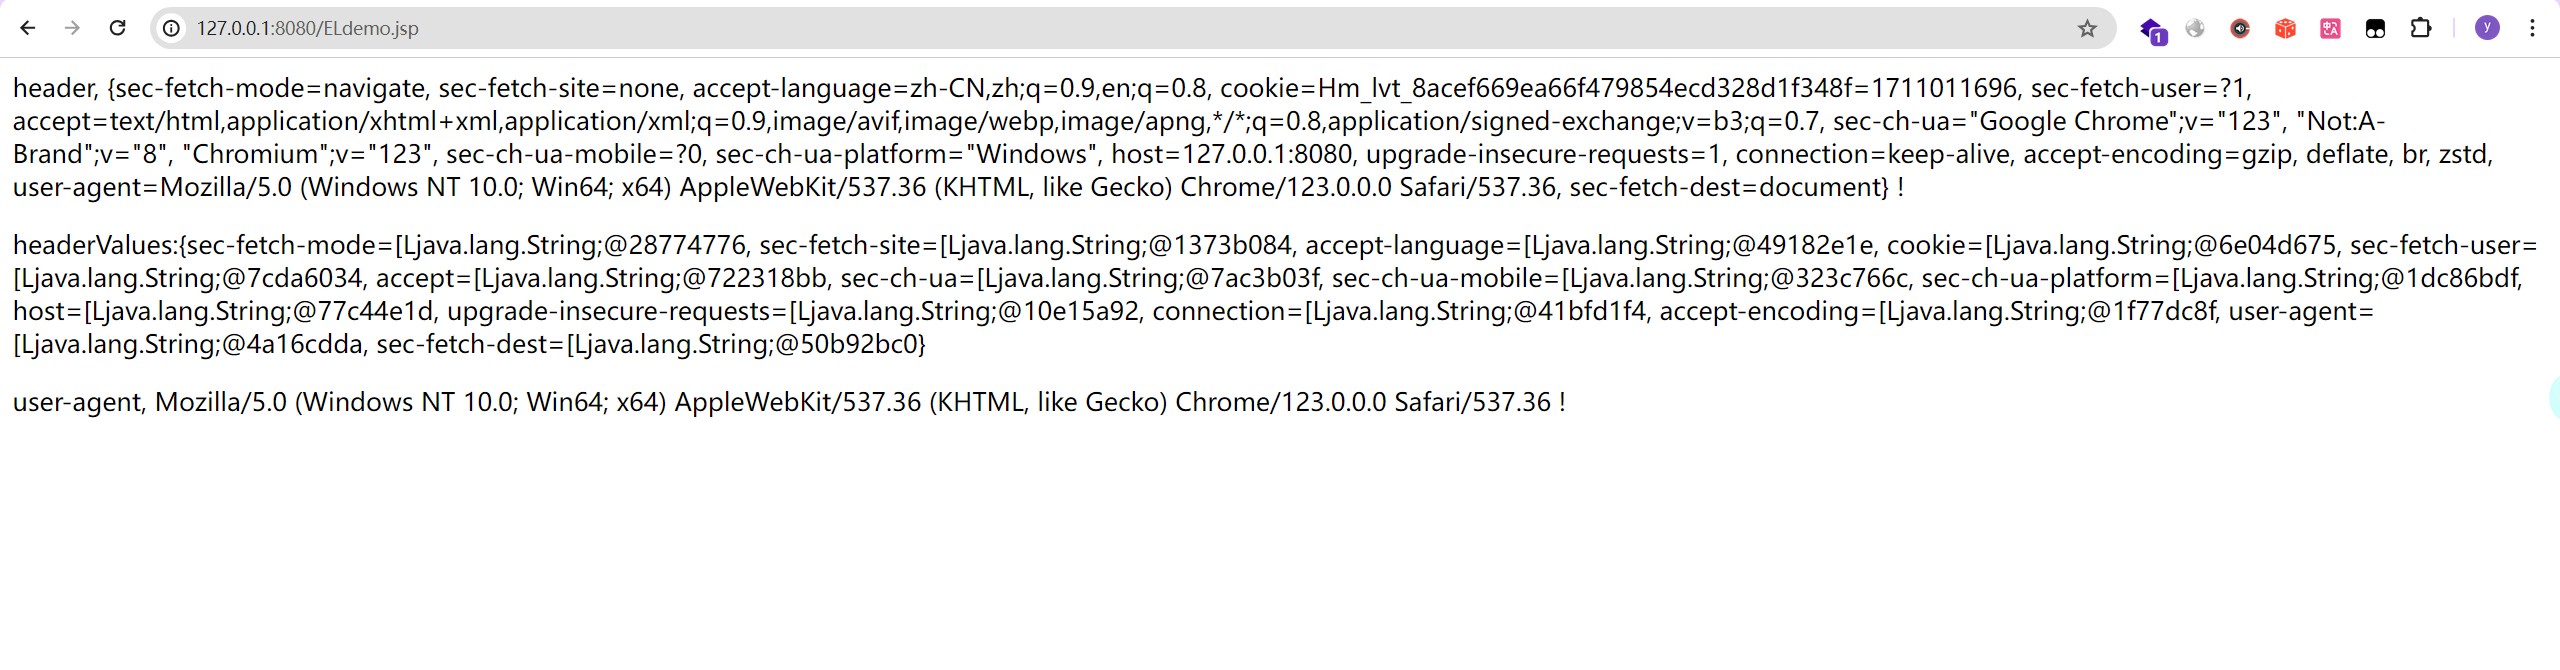 127.0.0.1:8080/ELdemo.jsp
1
y
header, {sec-fetch-mode=navigate, sec-fetch-site=none, accept-language=zh-CN,zh;q=0.9,en;q=0.8, cookie=Hm_lvt_8acef669ea66f479854ecd328d1f348f=1711011696, sec-fetch-user=?1,
accept=text/html,application/xhtml+xml,application/xml;q=0.9,image/avif,image/webp,image/apng,*/*;q=0.8,application/signed-exchange;v=b3;q=0.7, sec-ch-ua="Google Chrome";v="123", "Not:A-
Brand";v="8", "Chromium";v="123", sec-ch-ua-mobile=?0, sec-ch-ua-platform="Windows", host=127.0.0.1:8080, upgrade-insecure-requests=1, connection=keep-alive, accept-encoding=gzip, deflate, br, zstd,
user-agent=Mozilla/5.0 (Windows NT 10.0; Win64; x64) AppleWebKit/537.36 (KHTML, like Gecko) Chrome/123.0.0.0 Safari/537.36, sec-fetch-dest=document} !
headerValues:{sec-fetch-mode=[Ljava.lang.String;@28774776, sec-fetch-site=[Ljava.lang.String;@1373b084, accept-language=[Ljava.lang.String;@49182e1e, cookie=[Ljava.lang.String;@6e04d675, sec-fetch-user=
[Ljava.lang.String;@7cda6034, accept=[Ljava.lang.String;@722318bb, sec-ch-ua=[Ljava.lang.String;@7ac3b03f, sec-ch-ua-mobile=[Ljava.lang.String;@323c766c, sec-ch-ua-platform=[Ljava.lang.String;@1dc86bdf,
host=[Ljava.lang.String;@77c44e1d, upgrade-insecure-requests=[Ljava.lang.String;@10e15a92, connection=[Ljava.lang.String;@41bfd1f4, accept-encoding=[Ljava.lang.String;@1f77dc8f, user-agent=
[Ljava.lang.String;@4a16cdda, sec-fetch-dest=[Ljava.lang.String;@50b92bc0}
user-agent, Mozilla/5.0 (Windows NT 10.0; Win64; x64) AppleWebKit/537.36 (KHTML, like Gecko) Chrome/123.0.0.0 Safari/537.36 !